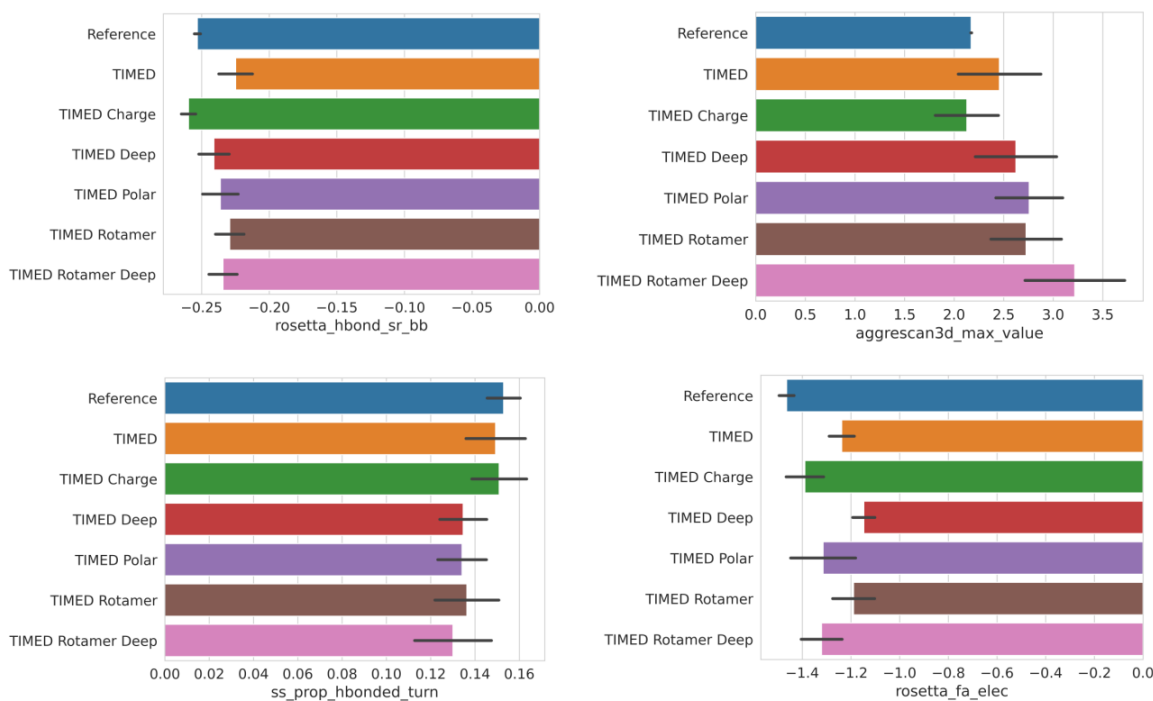 Reference
TIMED
TIMED Charge
TIMED Deep
TIMED Polar
TIMED Rotamer
TIMED Rotamer Deep
−0.25 −0.20 −0.15 −0.10 −0.05 0.00
rosetta_hbond_sr_bb
Reference
TIMED
TIMED Charge
TIMED Deep
TIMED Polar
TIMED Rotamer
TIMED Rotamer Deep
0.0 0.5 1.0 1.5 2.0 2.5 3.0 3.5
aggrescan3d_max_value
Reference
TIMED
TIMED Charge
TIMED Deep
TIMED Polar
TIMED Rotamer
TIMED Rotamer Deep
0.00 0.02 0.04 0.06 0.08 0.10 0.12 0.14 0.16
ss_prop_hbonded_turn
Reference
TIMED
TIMED Charge
TIMED Deep
TIMED Polar
TIMED Rotamer
TIMED Rotamer Deep
−1.4 −1.2 −1.0 −0.8 −0.6 −0.4 −0.2 0.0
rosetta_fa_elec